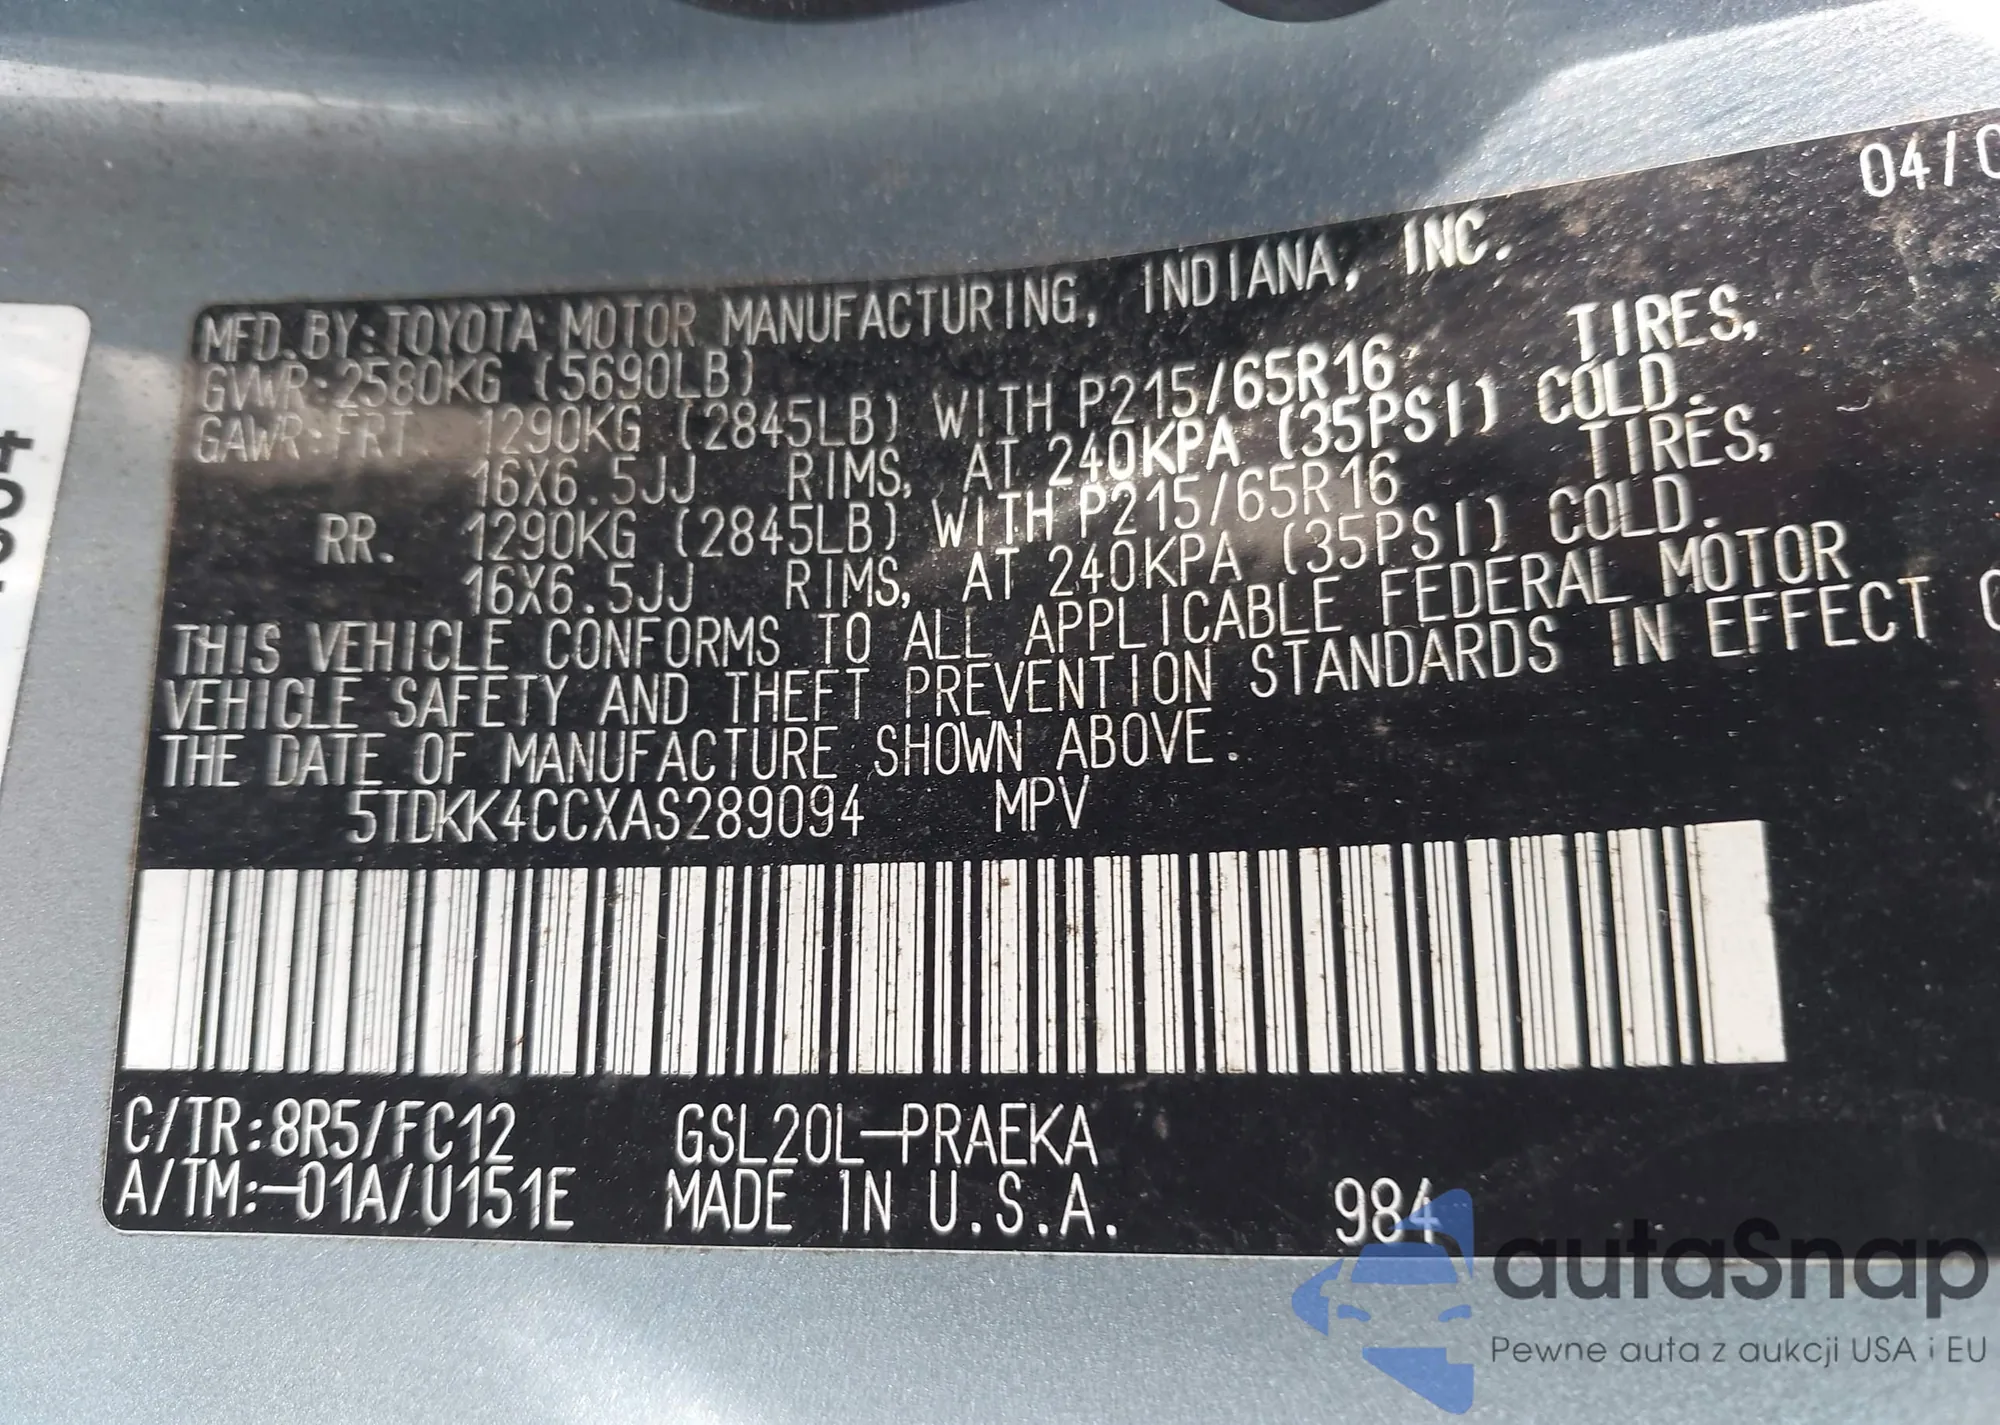 04/0
MFD. BY: TOYOTA MOTOR MANUFACTURING, INDIANA, INC.
GVWR: 2580KG (5690LB)
GAWR: FRT. 1290KG (2845LB) WITH P215/65R16 TIRES,
16X6.5JJ RIMS, AT 240KPA (35PSI) COLD.
RR. 1290KG (2845LB) WITH P215/65R16 TIRES,
16X6.5JJ RIMS, AT 240KPA (35PSI) COLD.
THIS VEHICLE CONFORMS TO ALL APPLICABLE FEDERAL MOTOR
VEHICLE SAFETY AND THEFT PREVENTION STANDARDS IN EFFECT
THE DATE OF MANUFACTURE SHOWN ABOVE.
5TDKK4CCXAS289094 MPV
C/TR:8R5/FC12 GSL20L-PRAEKA
A/TM:-01A/U151E MADE IN U.S.A. 984
autaSnap
Pewne auta z aukcji USA i EU